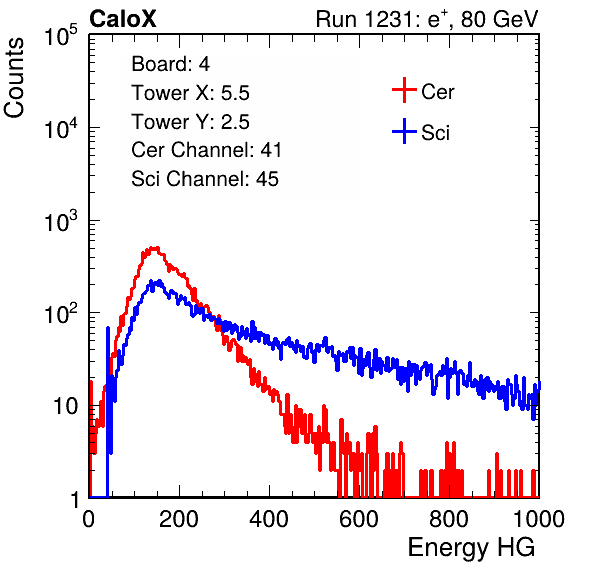 CaloX Run 1231: e⁺, 80 GeV
Counts
Board: 4
Tower X: 5.5
Tower Y: 2.5
Cer Channel: 41
Sci Channel: 45
Cer
Sci
10⁵
10⁴
10³
10²
10
1
0 200 400 600 800 1000
Energy HG